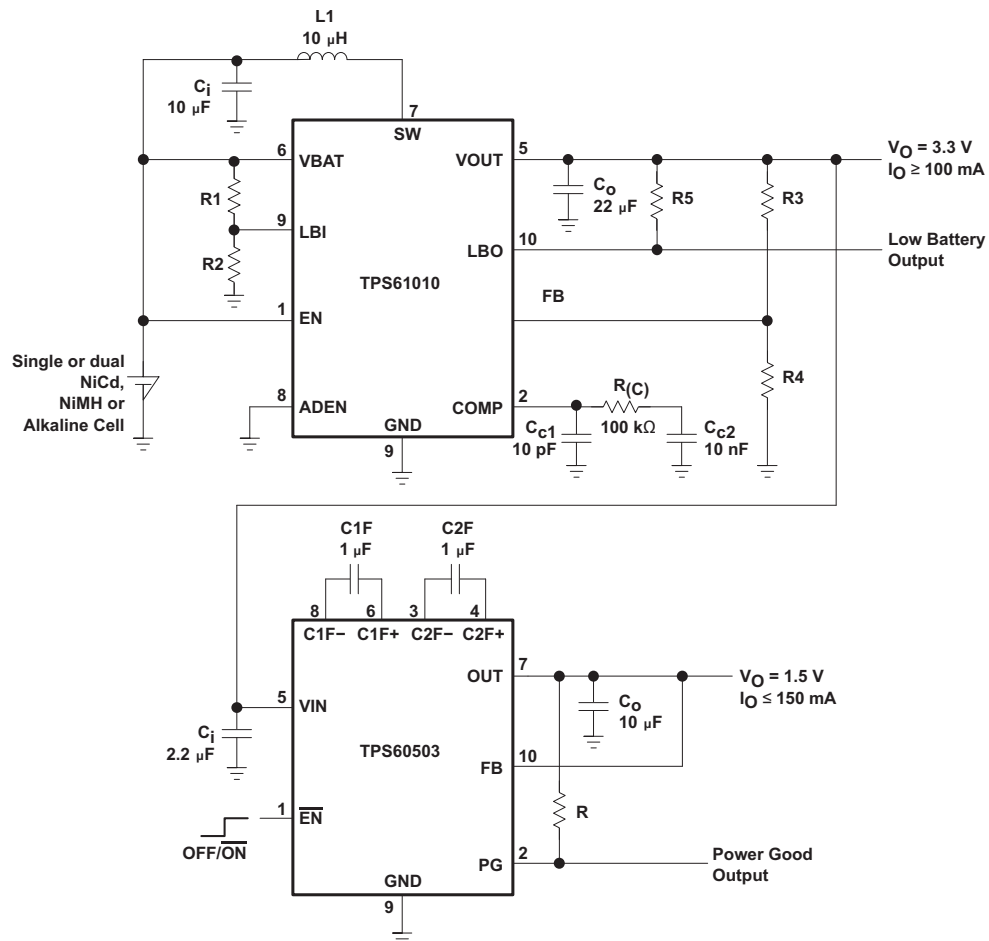 L1
10 µH
Ci
10 µF
7
SW
6
VBAT
VOUT
5
VO = 3.3 V
IO ≥ 100 mA
R1
Co
22 µF
R5
R3
9
LBI
LBO
10
Low Battery
Output
R2
TPS61010
FB
1
EN
Single or dual
NiCd,
NiMH or
Alkaline Cell
R4
8
ADEN
COMP
2
R(C)
100 kΩ
GND
9
Cc1
10 pF
Cc2
10 nF
C1F
1 µF
C2F
1 µF
8
6
3
4
C1F−
C1F+
C2F−
C2F+
OUT
7
VO = 1.5 V
IO ≤ 150 mA
5
VIN
Co
10 µF
Ci
2.2 µF
TPS60503
FB
10
1
EN
R
OFF/ON
PG
2
Power Good
Output
GND
9